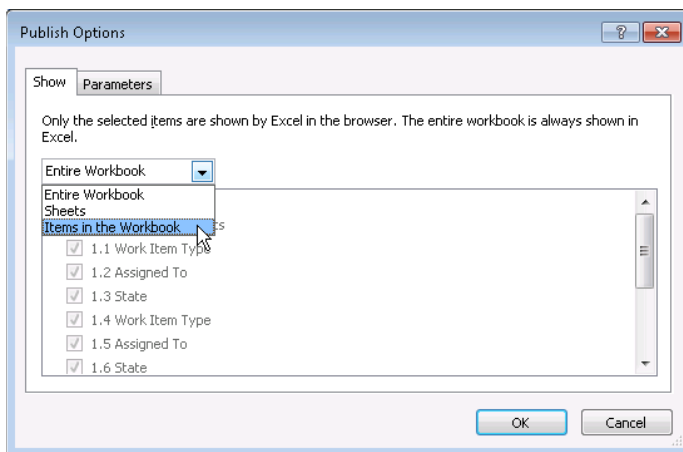 Publish Options
Show
Parameters
Only the selected items are shown by Excel in the browser. The entire workbook is always shown in
Excel.
Entire Workbook
Entire Workbook
Sheets
Items in the Workbook
1.1 Work Item Type
1.2 Assigned To
1.3 State
1.4 Work Item Type
1.5 Assigned To
1.6 State
OK
Cancel